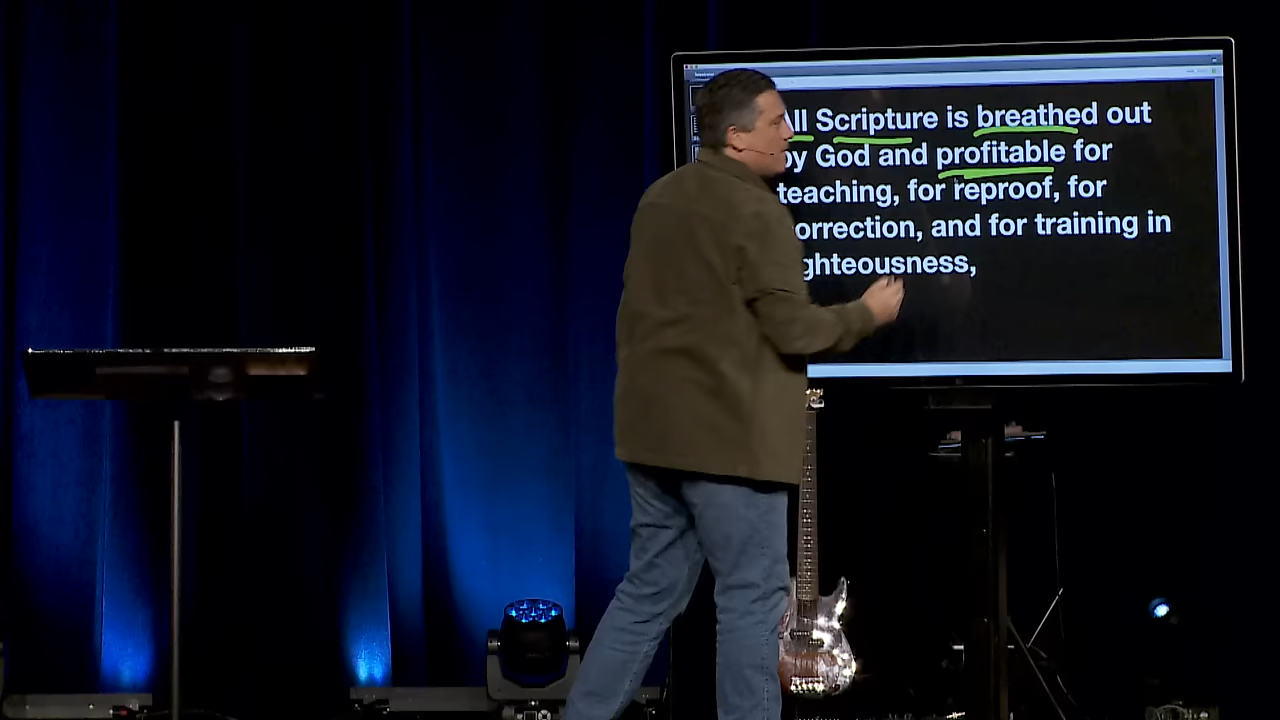 All Scripture is breathed out
by God and profitable for
teaching, for reproof, for
orrection, and for training in
ghteousness,